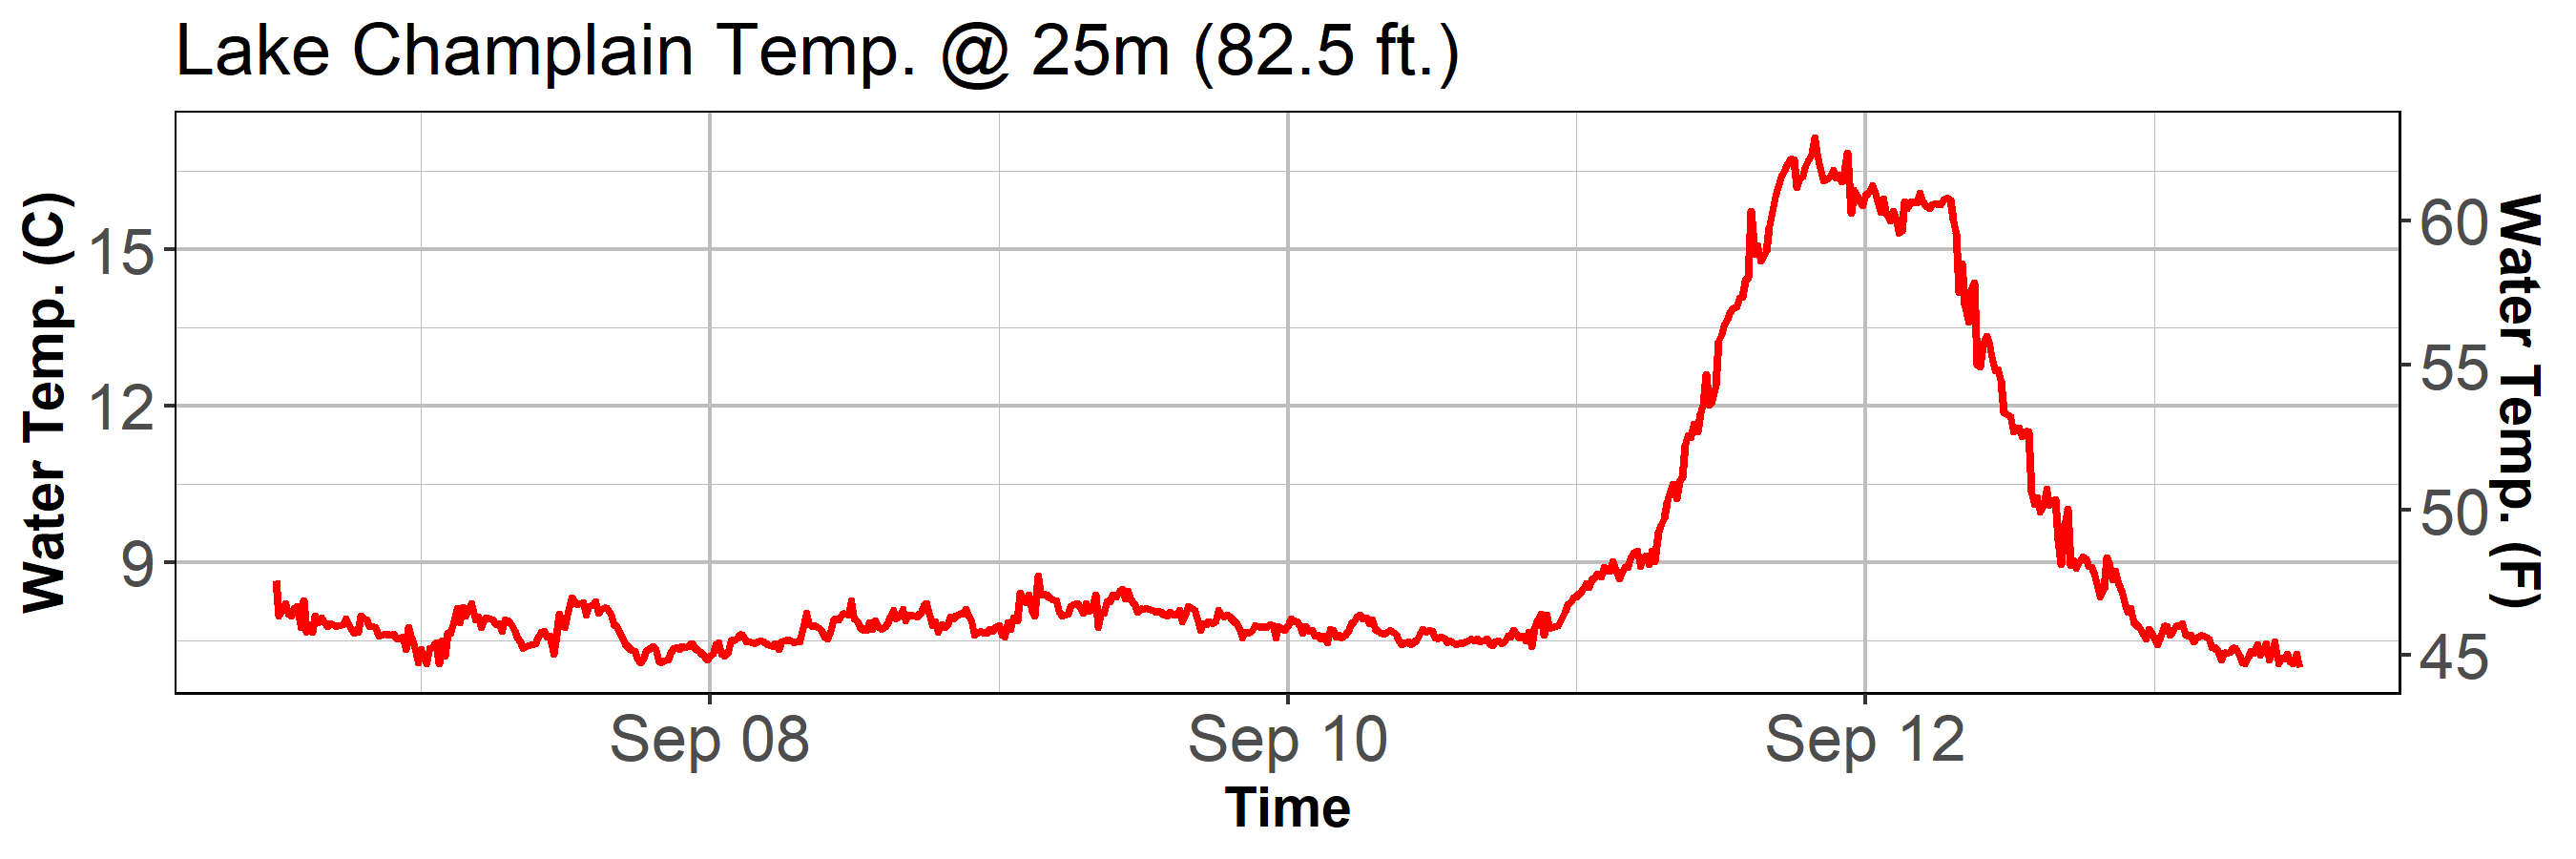 Lake Champlain Temp. @ 25m (82.5 ft.)
Water Temp. (C)
15
12
9
60
55
50
45
Water Temp. (F)
Sep 08
Sep 10
Sep 12
Time